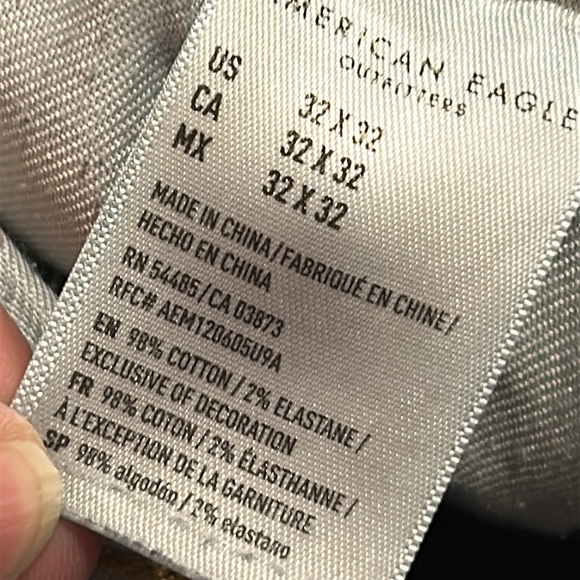 AMERICAN EAGLE
OUTFITTERS
US 32 X 32
CA 32 X 32
MX 32 X 32
MADE IN CHINA/FABRIQUÉ EN CHINE/
HECHO EN CHINA
RN 54485/CA 03873
RFC# AEM120605U9A
EN 98% COTTON / 2% ELASTANE /
EXCLUSIVE OF DECORATION
FR 98% COTON / 2% ÉLASTHANNE /
À L'EXCEPTION DE LA GARNITURE
SP 98% algodón / 2% elastano